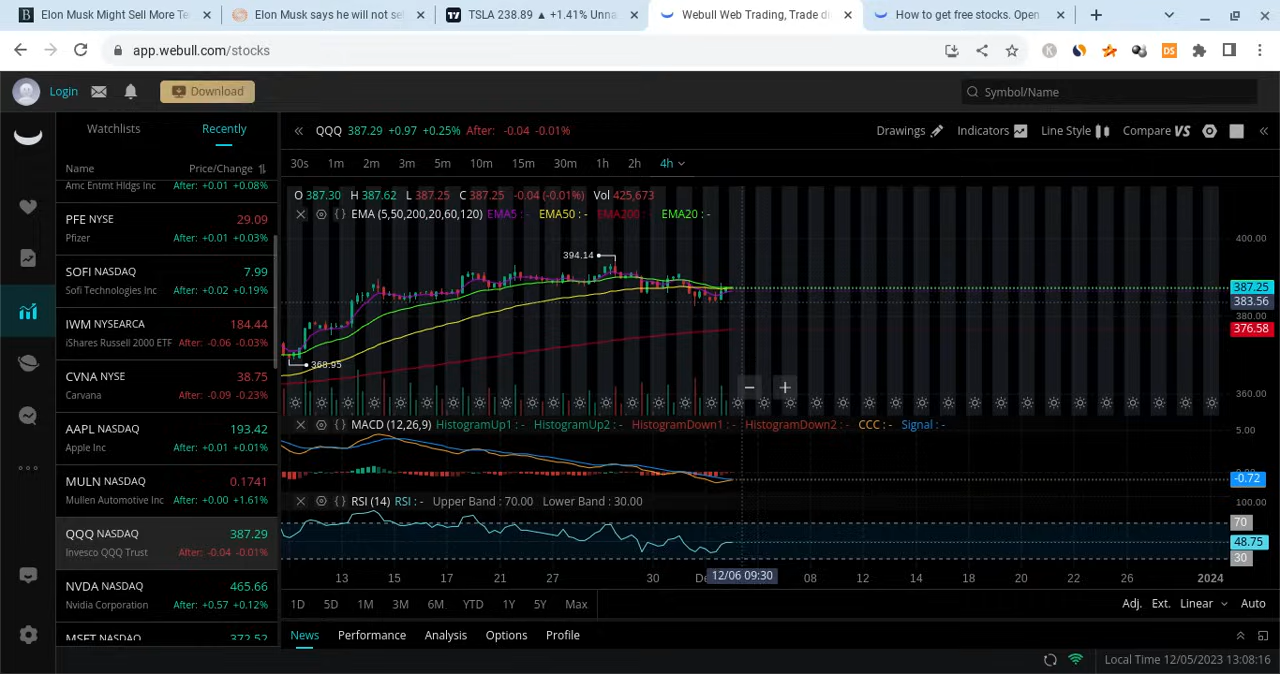 Elon Musk Might Sell More Te
Elon Musk says he will not se
TSLA 238.89 ▲ +1.41% Unna
Webull Web Trading, Trade d
How to get free stocks. Open
app.webull.com/stocks
Login
Download
Symbol/Name
Watchlists
Recently
QQQ 387.29 +0.97 +0.25% After: -0.04 -0.01%
Drawings
Indicators
Line Style
Compare VS
Name
Price/Change
30s 1m 2m 3m 5m 10m 15m 30m 1h 2h 4h
Amc Entmt Hldgs Inc After: +0.01 +0.08%
PFE NYSE 29.09
Pfizer After: +0.01 +0.03%
SOFI NASDAQ 7.99
Sofi Technologies Inc After: +0.02 +0.19%
IWM NYSEARCA 184.44
iShares Russell 2000 ETF After: -0.06 -0.03%
CVNA NYSE 38.75
Carvana After: -0.09 -0.23%
AAPL NASDAQ 193.42
Apple Inc After: +0.01 +0.01%
MULN NASDAQ 0.1741
Mullen Automotive Inc After: +0.00 +1.61%
QQQ NASDAQ 387.29
Invesco QQQ Trust After: -0.04 -0.01%
NVDA NASDAQ 465.66
Nvidia Corporation After: +0.57 +0.12%
MSFT NASDAQ 372.52
O 387.30 H 387.62 L 387.25 C 387.25 -0.04 (-0.01%) Vol 425,673
EMA (5,50,200,20,60,120) EMA5 : - EMA50 : - EMA200 : - EMA20 : -
394.14
368.95
400.00
387.25
383.56
380.00
376.58
360.00
MACD (12,26,9) HistogramUp1 : - HistogramUp2 : - HistogramDown1 : - HistogramDown2 : - CCC : - Signal : -
5.00
0.00
-0.72
RSI (14) RSI : - Upper Band : 70.00 Lower Band : 30.00
100.00
70
48.75
30
13 15 17 21 27 30 De 12/06 09:30 08 12 14 18 20 22 26 2024
1D 5D 1M 3M 6M YTD 1Y 5Y Max
Adj. Ext. Linear Auto
News Performance Analysis Options Profile
Local Time 12/05/2023 13:08:16